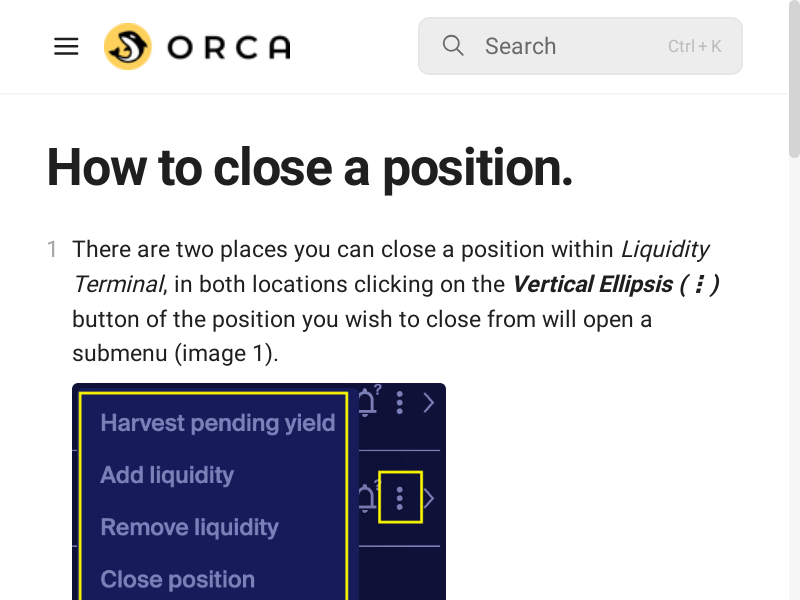 ORCA
Search
Ctrl + K
How to close a position.
1 There are two places you can close a position within Liquidity
Terminal, in both locations clicking on the Vertical Ellipsis (⋮)
button of the position you wish to close from will open a
submenu (image 1).
?
Harvest pending yield
Add liquidity
?
Remove liquidity
Close position